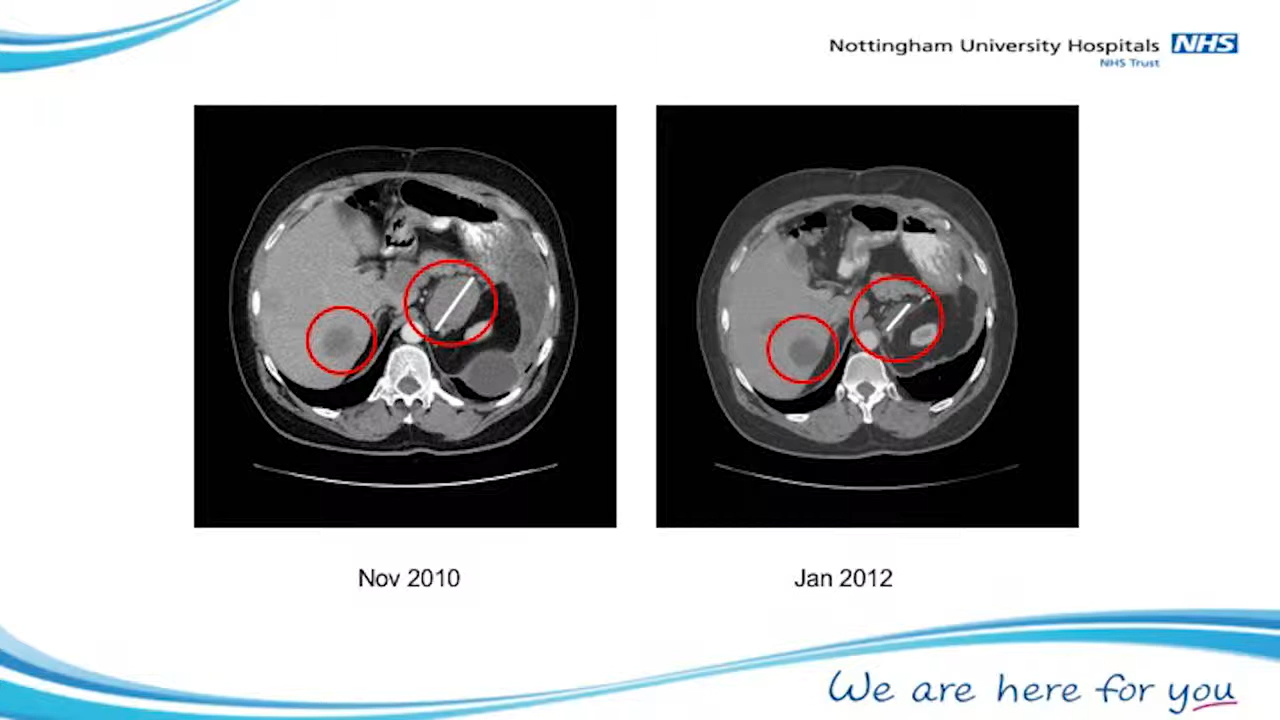 Nottingham University Hospitals NHS
NHS Trust
Nov 2010
Jan 2012
We are here for you